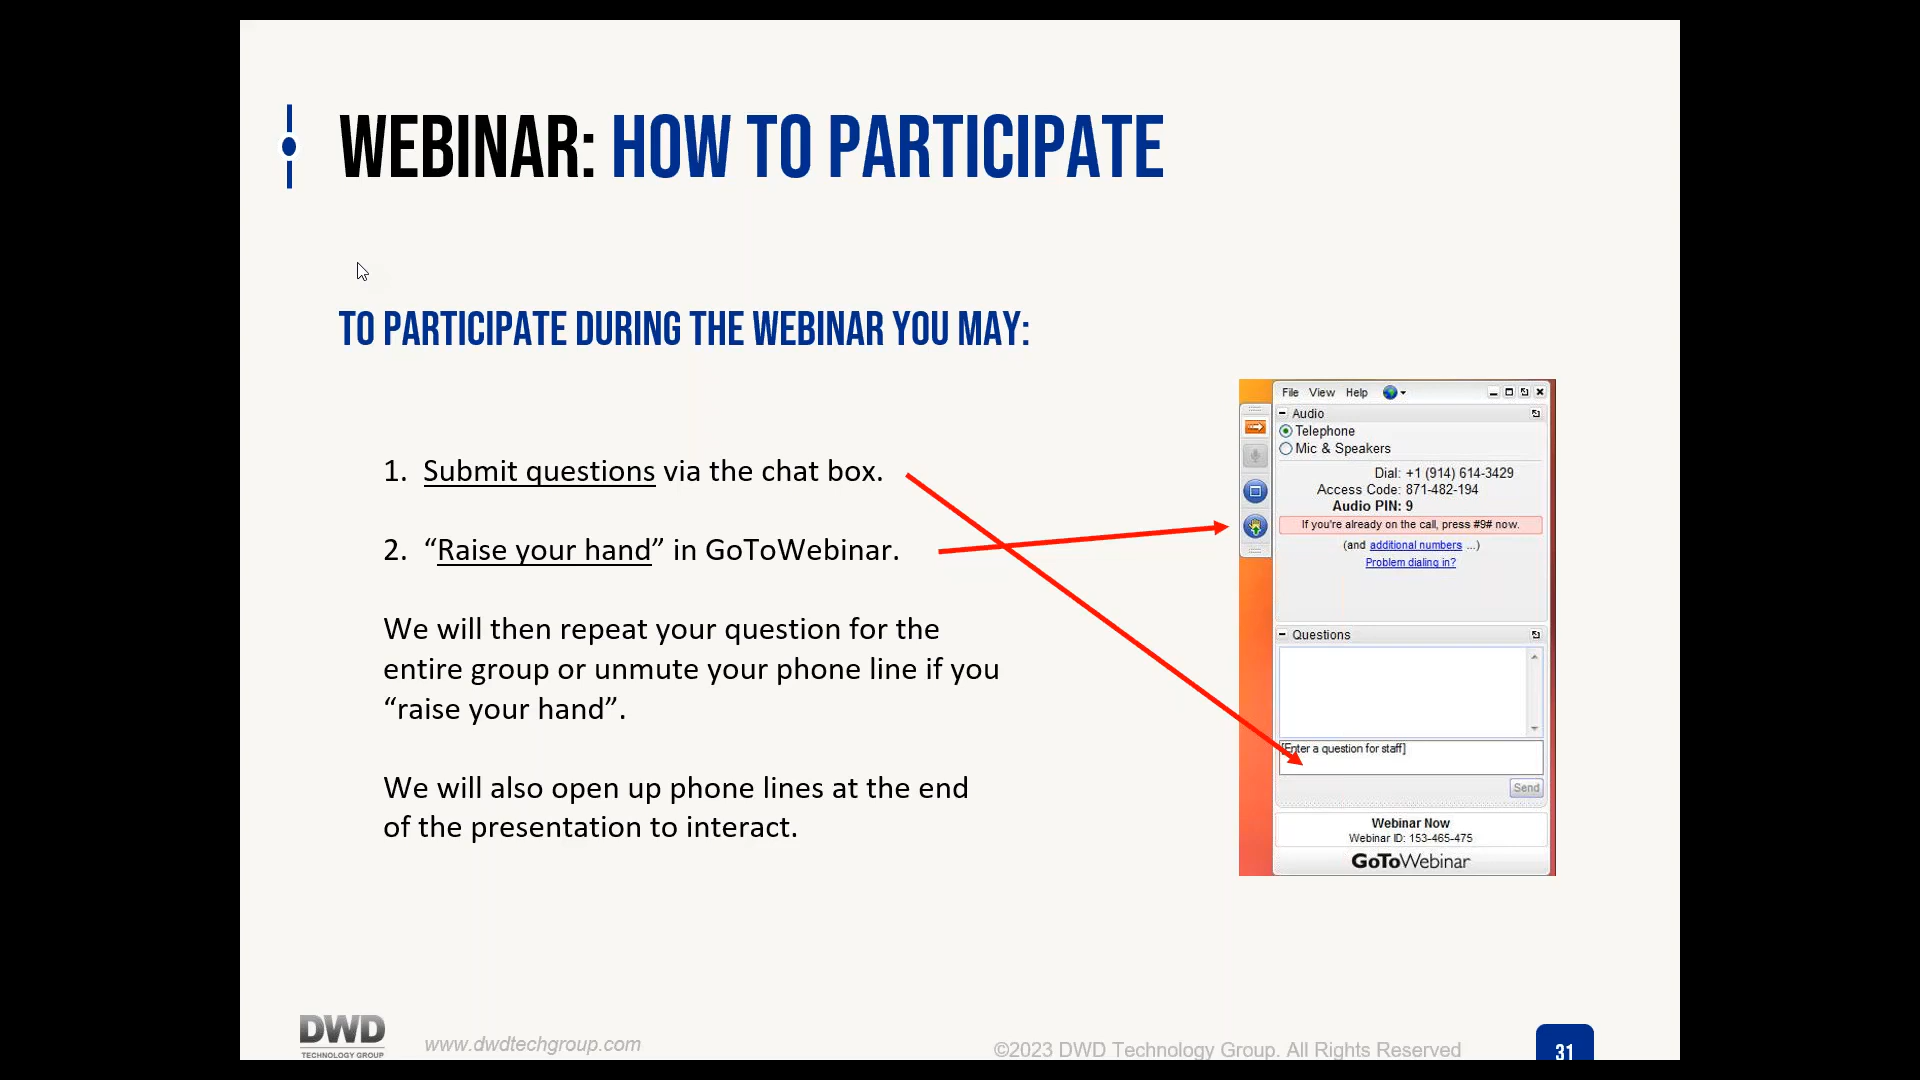 WEBINAR: HOW TO PARTICIPATE
TO PARTICIPATE DURING THE WEBINAR YOU MAY:
1. Submit questions via the chat box.
2. “Raise your hand” in GoToWebinar.
We will then repeat your question for the
entire group or unmute your phone line if you
“raise your hand”.
We will also open up phone lines at the end
of the presentation to interact.
File View Help
Audio
Telephone
Mic & Speakers
Dial: +1 (914) 614-3429
Access Code: 871-482-194
Audio PIN: 9
If you're already on the call, press #9# now.
(and additional numbers ...)
Problem dialing in?
Questions
[Enter a question for staff]
Send
Webinar Now
Webinar ID: 153-465-475
GoToWebinar
DWD
TECHNOLOGY GROUP
www.dwdtechgroup.com
©2023 DWD Technology Group. All Rights Reserved
31